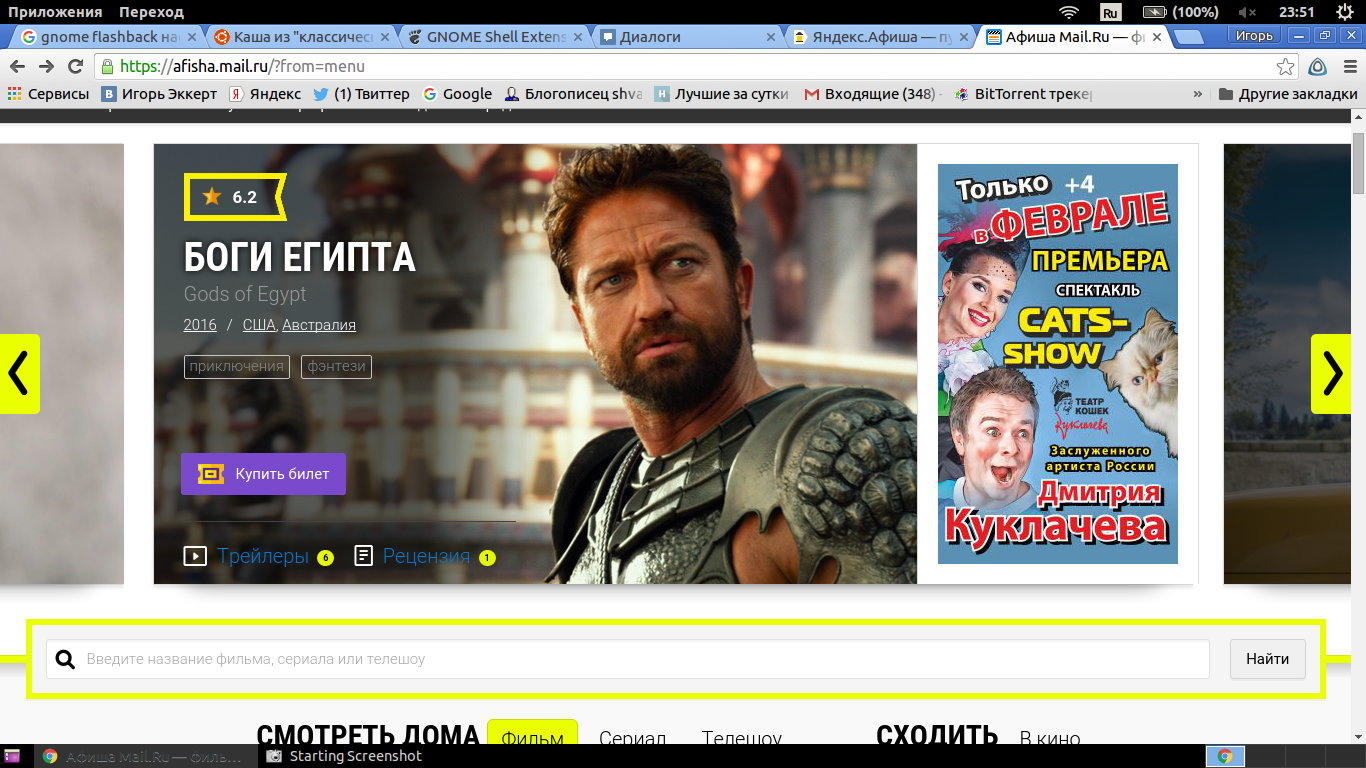 Приложения Переход
Ru (100%) 23:51
gnome flashback на
Каша из "классичес
GNOME Shell Extens
Диалоги
Яндекс.Афиша — п
Афиша Mail.Ru — ф
Игорь
https://afisha.mail.ru/?from=menu
Сервисы Игорь Эккерт Яндекс (1) Твиттер Google Блогописец shva Лучшие за сутки Входящие (348) - BitTorrent трекер » Другие закладки
6.2
БОГИ ЕГИПТА
Gods of Egypt
2016 / США, Австралия
приключения фэнтези
Купить билет
Трейлеры 6 Рецензия 1
Только +4
в ФЕВРАЛЕ
ПРЕМЬЕРА
СПЕКТАКЛЬ
CATS-
SHOW
ТЕАТР
КОШЕК
Куклачева
Заслуженного
артиста России
Дмитрия
Куклачева
Введите название фильма, сериала или телешоу
Найти
СМОТРЕТЬ ДОМА Фильм Сериал Телешоу СХОДИТЬ В кино
Афиша Mail.Ru — филь...
Starting Screenshot